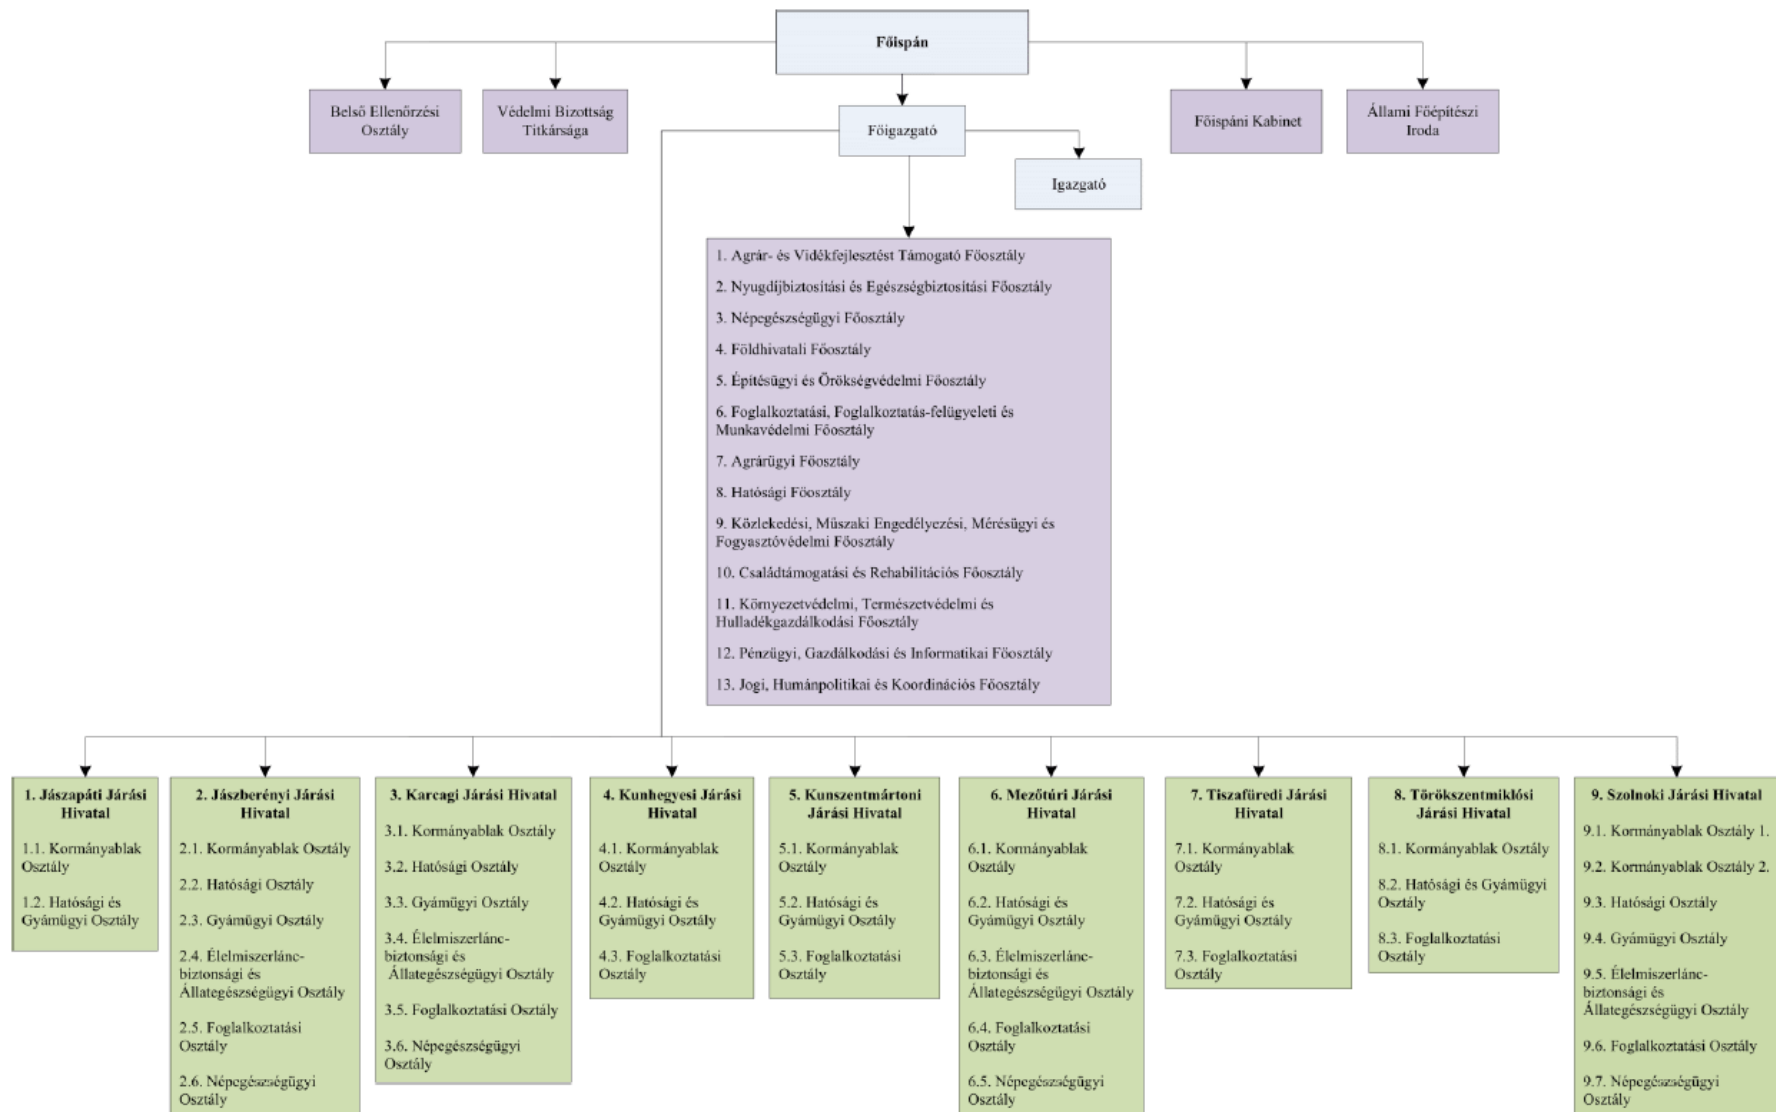 Főispán
Belső Ellenőrzési
Osztály
Védelmi Bizottság
Titkársága
Főigazgató
Igazgató
Főispáni Kabinet
Állami Főépítészi
Iroda
1. Agrár- és Vidékfejlesztést Támogató Főosztály
2. Nyugdíjbiztosítási és Egészségbiztosítási Főosztály
3. Népegészségügyi Főosztály
4. Földhivatali Főosztály
5. Építésügyi és Örökségvédelmi Főosztály
6. Foglalkoztatási, Foglalkoztatás-felügyeleti és
Munkavédelmi Főosztály
7. Agrárügyi Főosztály
8. Hatósági Főosztály
9. Közlekedési, Műszaki Engedélyezési, Mérésügyi és
Fogyasztóvédelmi Főosztály
10. Családtámogatási és Rehabilitációs Főosztály
11. Környezetvédelmi, Természetvédelmi és
Hulladékgazdálkodási Főosztály
12. Pénzügyi, Gazdálkodási és Informatikai Főosztály
13. Jogi, Humánpolitikai és Koordinációs Főosztály
1. Jászapáti Járási
Hivatal
1.1. Kormányablak
Osztály
1.2. Hatósági és
Gyámügyi Osztály
2. Jászberényi Járási
Hivatal
2.1. Kormányablak Osztály
2.2. Hatósági Osztály
2.3. Gyámügyi Osztály
2.4. Élelmiszerlánc-
biztonsági és
Állategészségügyi Osztály
2.5. Foglalkoztatási
Osztály
2.6. Népegészségügyi
Osztály
3. Karcagi Járási Hivatal
3.1. Kormányablak Osztály
3.2. Hatósági Osztály
3.3. Gyámügyi Osztály
3.4. Élelmiszerlánc-
biztonsági és
Állategészségügyi Osztály
3.5. Foglalkoztatási Osztály
3.6. Népegészségügyi
Osztály
4. Kunhegyesi Járási
Hivatal
4.1. Kormányablak
Osztály
4.2. Hatósági és
Gyámügyi Osztály
4.3. Foglalkoztatási
Osztály
5. Kunszentmártoni
Járási Hivatal
5.1. Kormányablak
Osztály
5.2. Hatósági és
Gyámügyi Osztály
5.3. Foglalkoztatási
Osztály
6. Mezőtúri Járási
Hivatal
6.1. Kormányablak
Osztály
6.2. Hatósági és
Gyámügyi Osztály
6.3. Élelmiszerlánc-
biztonsági és
Állategészségügyi Osztály
6.4. Foglalkoztatási
Osztály
6.5. Népegészségügyi
Osztály
7. Tiszafüredi Járási
Hivatal
7.1. Kormányablak
Osztály
7.2. Hatósági és
Gyámügyi Osztály
7.3. Foglalkoztatási
Osztály
8. Törökszentmiklósi
Járási Hivatal
8.1. Kormányablak Osztály
8.2. Hatósági és Gyámügyi
Osztály
8.3. Foglalkoztatási
Osztály
9. Szolnoki Járási Hivatal
9.1. Kormányablak Osztály 1.
9.2. Kormányablak Osztály 2.
9.3. Hatósági Osztály
9.4. Gyámügyi Osztály
9.5. Élelmiszerlánc-
biztonsági és
Állategészségügyi Osztály
9.6. Foglalkoztatási Osztály
9.7. Népegészségügyi
Osztály